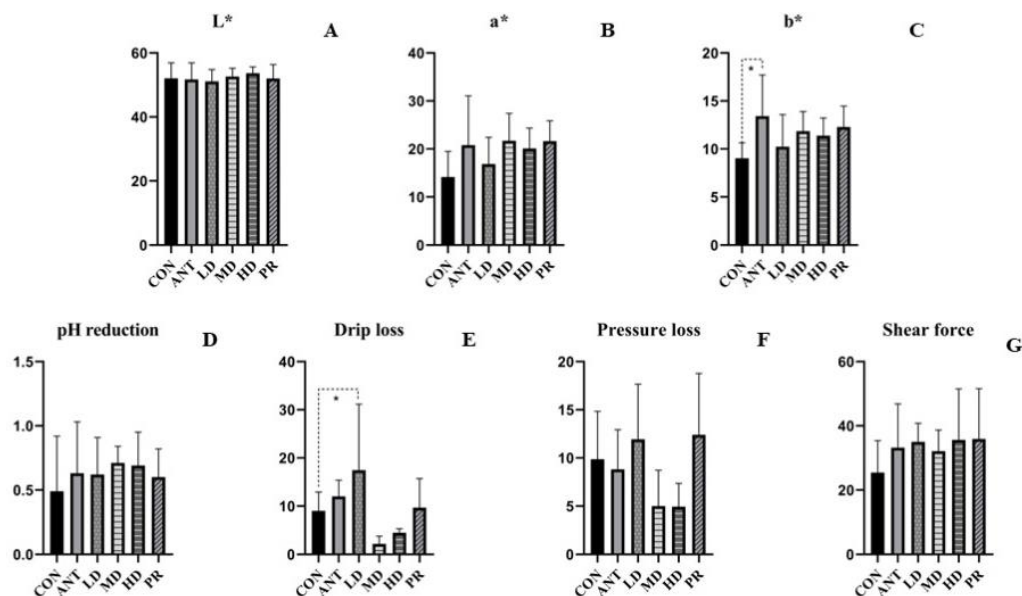 L*
A
60
40
20
0
CON
ANT
LD
MD
HD
PR
a*
B
40
30
20
10
0
CON
ANT
LD
MD
HD
PR
b*
C
20
15
10
5
0
*
CON
ANT
LD
MD
HD
PR
pH reduction
D
1.5
1.0
0.5
0.0
CON
ANT
LD
MD
HD
PR
Drip loss
E
40
30
20
10
0
*
CON
ANT
LD
MD
HD
PR
Pressure loss
F
20
15
10
5
0
CON
ANT
LD
MD
HD
PR
Shear force
G
60
40
20
0
CON
ANT
LD
MD
HD
PR